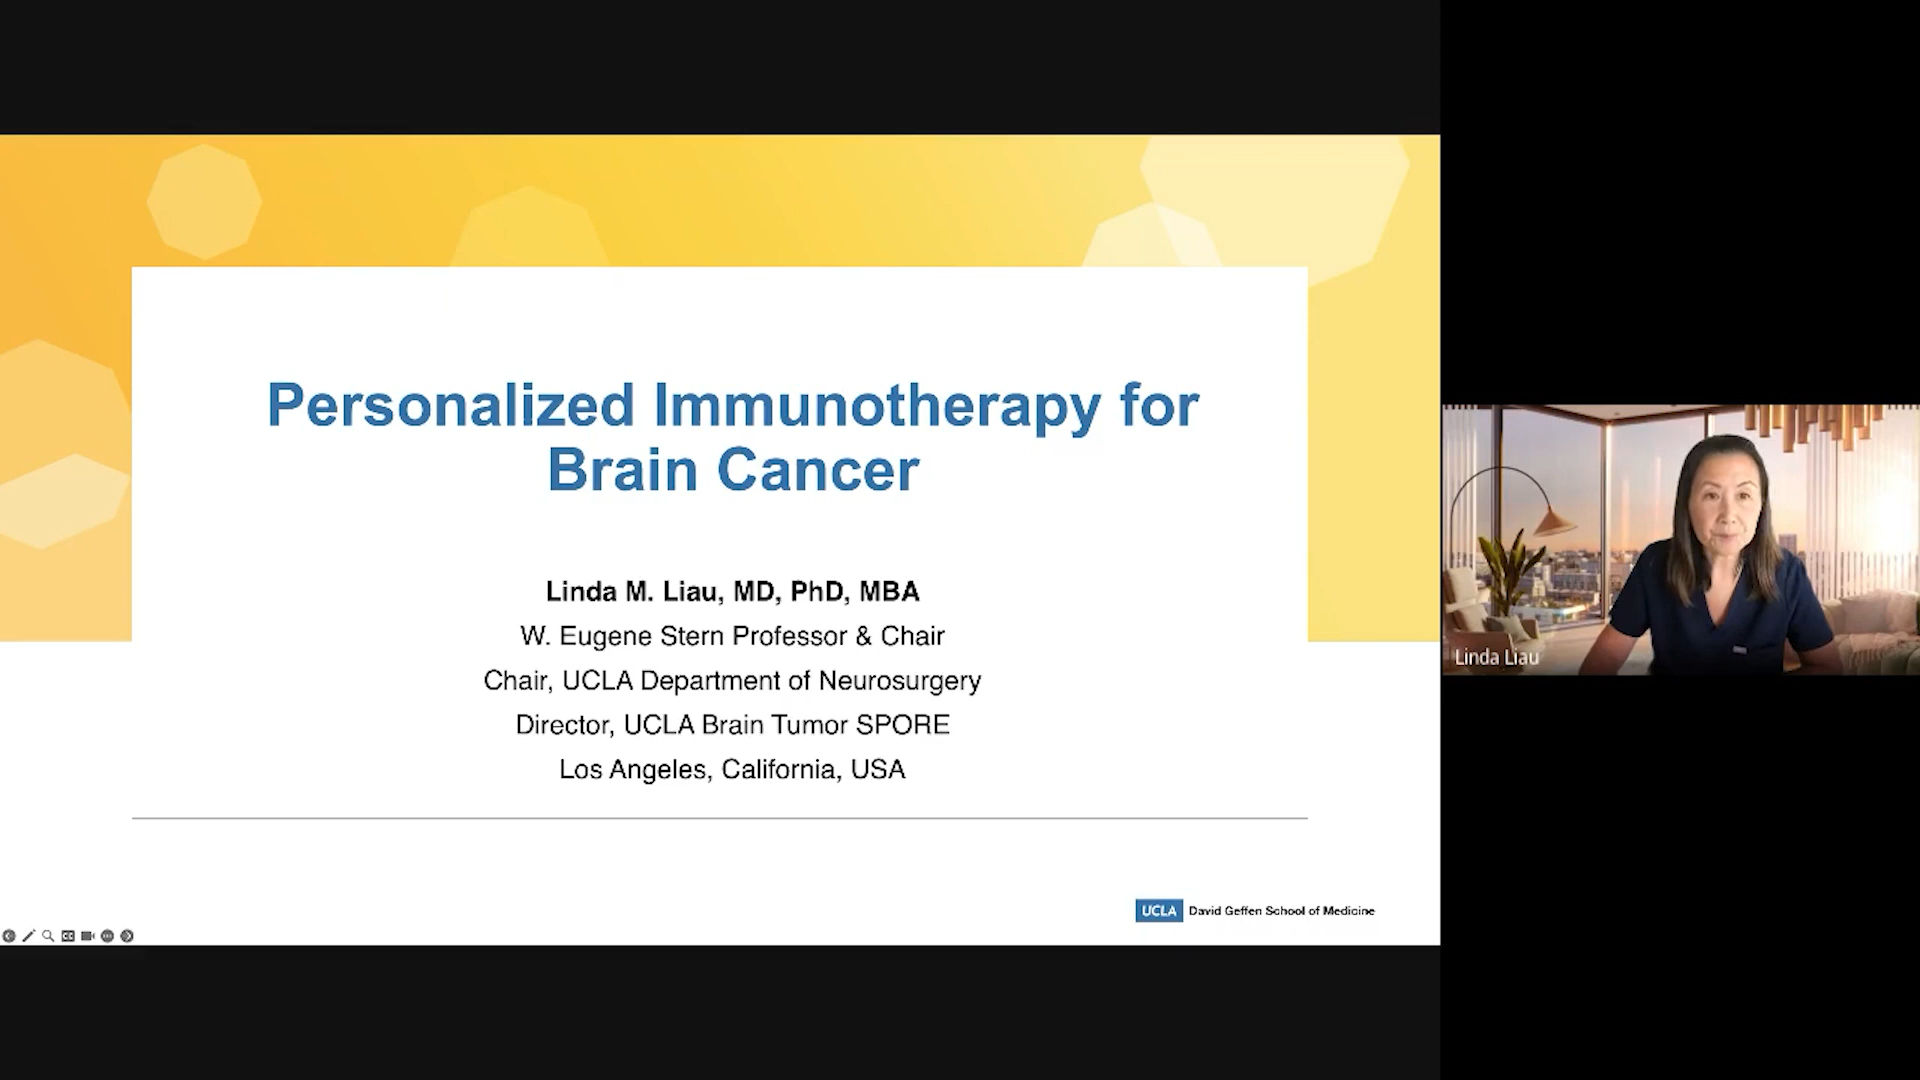 Personalized Immunotherapy for
Brain Cancer
Linda M. Liau, MD, PhD, MBA
W. Eugene Stern Professor & Chair
Chair, UCLA Department of Neurosurgery
Director, UCLA Brain Tumor SPORE
Los Angeles, California, USA
UCLA David Geffen School of Medicine
Linda Liau